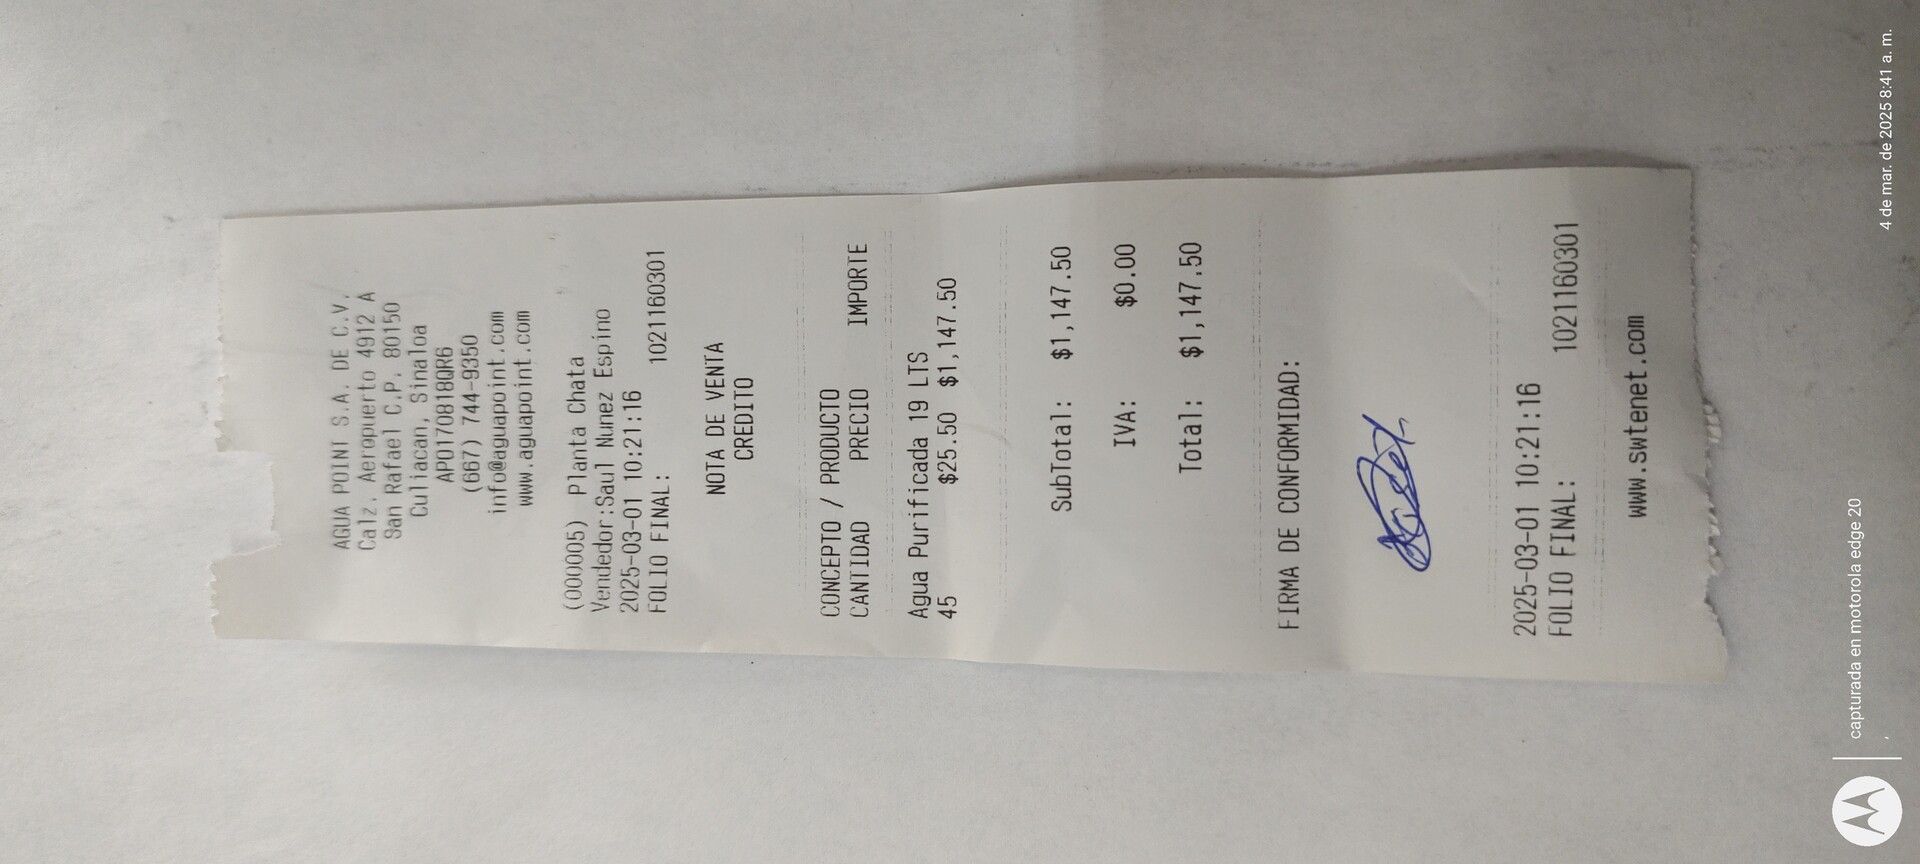 AGUA POINT S.A. DE C.V.
Calz. Aeropuerto 4912 A
San Rafael C.P. 80150
Culiacan, Sinaloa
APO170818QR6
(667) 744-9350
info@aguapoint.com
www.aguapoint.com
(000005) Planta Chata
Vendedor:Saul Nunez Espino
2025-03-01 10:21:16
FOLIO FINAL: 1021160301
NOTA DE VENTA
CREDITO
CONCEPTO / PRODUCTO
CANTIDAD PRECIO IMPORTE
Agua Purificada 19 LTS
45 $25.50 $1,147.50
SubTotal: $1,147.50
IVA: $0.00
Total: $1,147.50
FIRMA DE CONFORMIDAD:
2025-03-01 10:21:16
FOLIO FINAL: 1021160301
www.swtenet.com
capturada en motorola edge 20
4 de mar. de 2025 8:41 a. m.